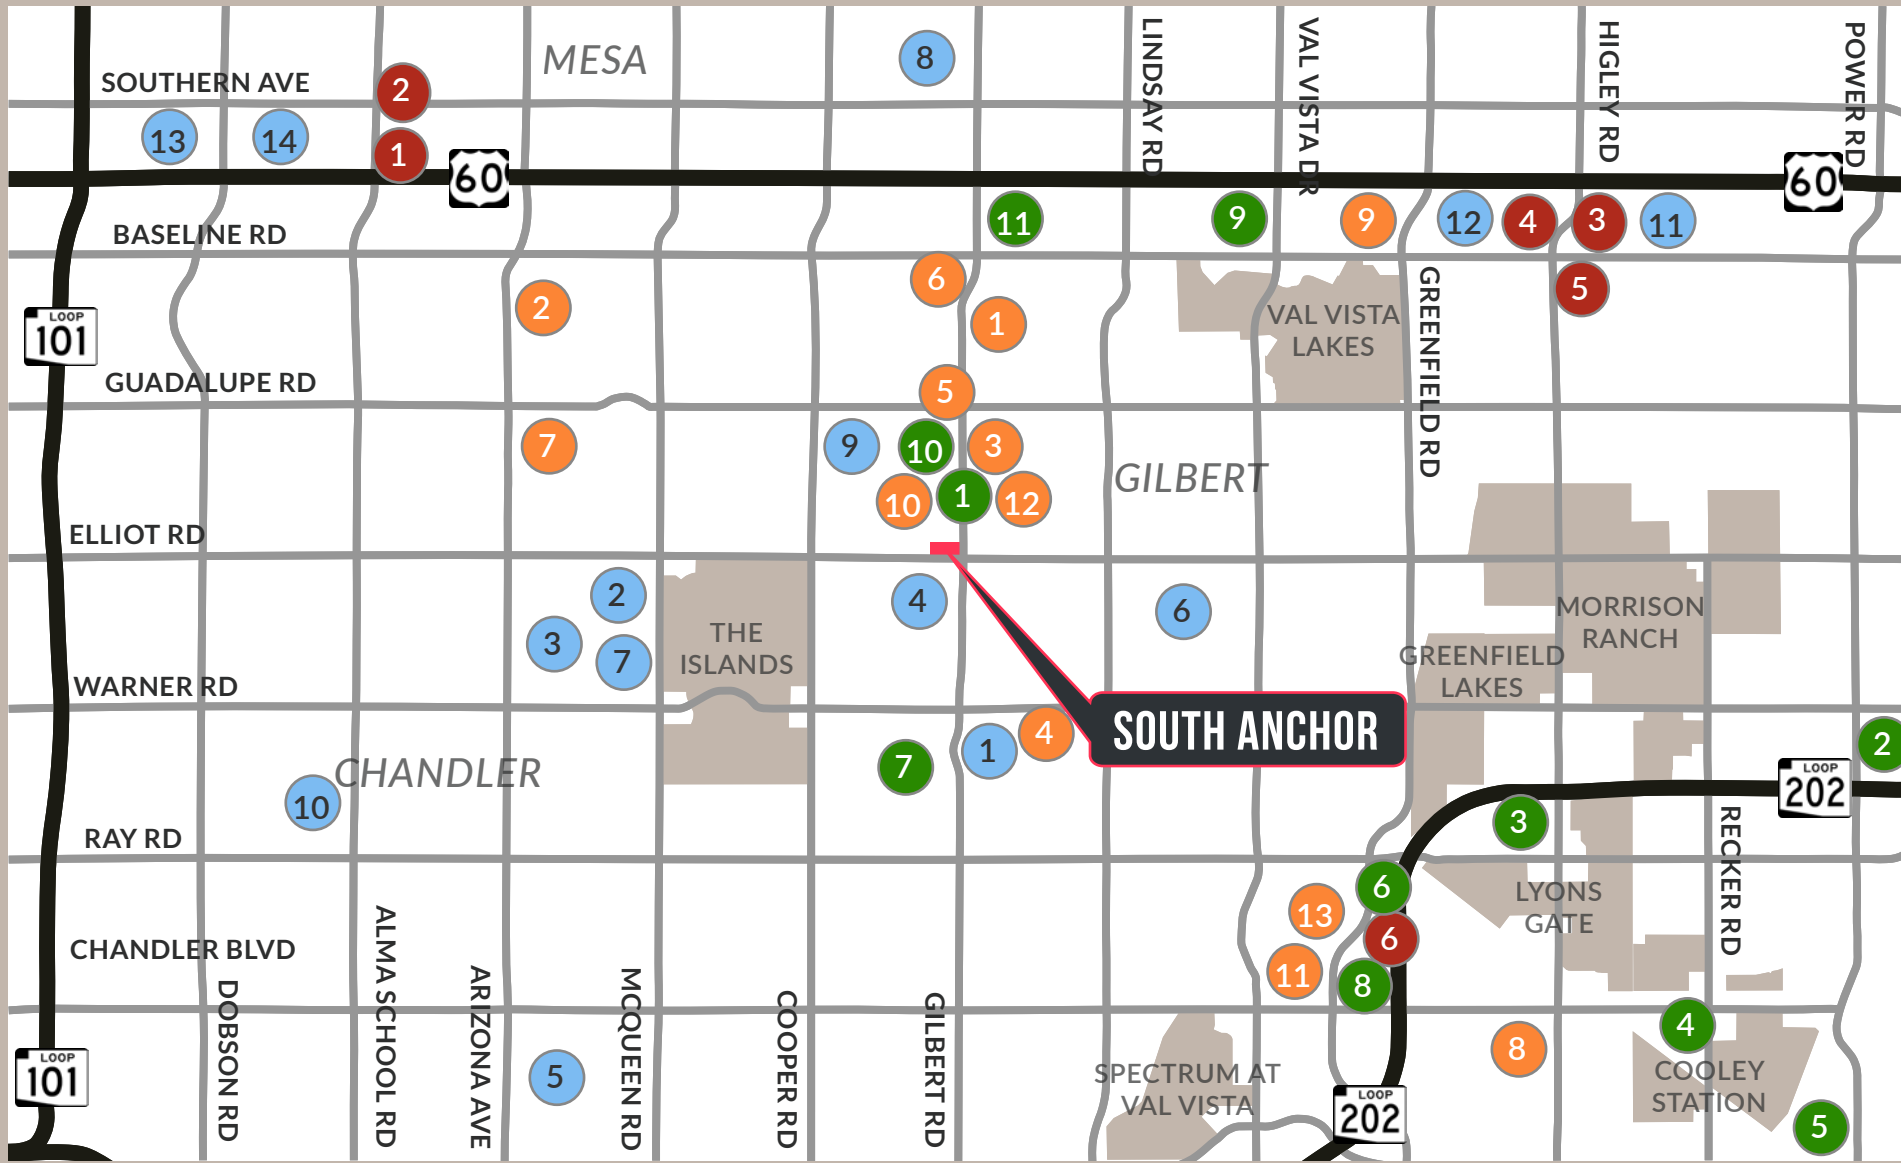 MESA
8
LINDSAY RD
VAL VISTA DR
HIGLEY RD
POWER RD
SOUTHERN AVE
2
13
14
1
60
60
BASELINE RD
11
9
9
12
4
3
11
6
5
2
1
LOOP
101
VAL VISTA
LAKES
GREENFIELD RD
GUADALUPE RD
5
7
9
10
3
GILBERT
10
1
12
ELLIOT RD
2
4
6
3
7
THE
ISLANDS
MORRISON
RANCH
GREENFIELD
LAKES
WARNER RD
SOUTH ANCHOR
4
1
7
2
CHANDLER
10
LOOP
202
3
RAY RD
RECKER RD
6
LYONS
GATE
13
6
CHANDLER BLVD
11
8
DOBSON RD
ALMA SCHOOL RD
ARIZONA AVE
MCQUEEN RD
COOPER RD
GILBERT RD
4
8
LOOP
101
5
SPECTRUM AT
VAL VISTA
COOLEY
STATION
LOOP
202
5